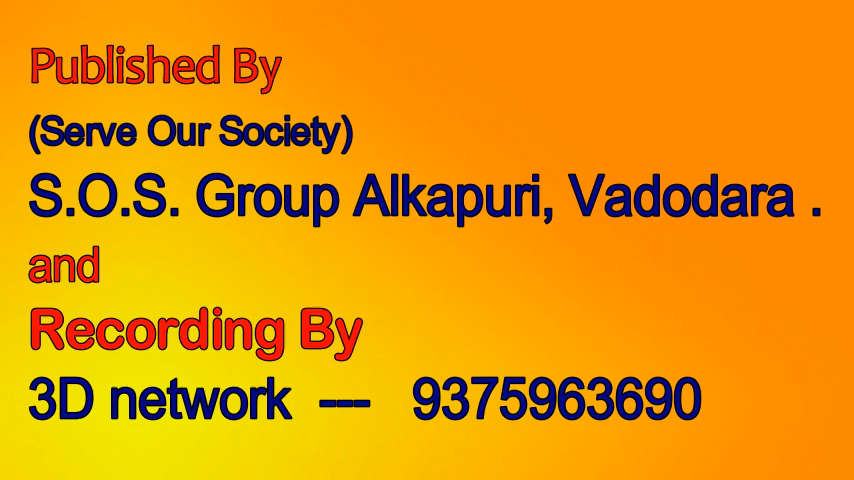 Published By
(Serve Our Society)
S.O.S. Group Alkapuri, Vadodara .
and
Recording By
3D network --- 9375963690